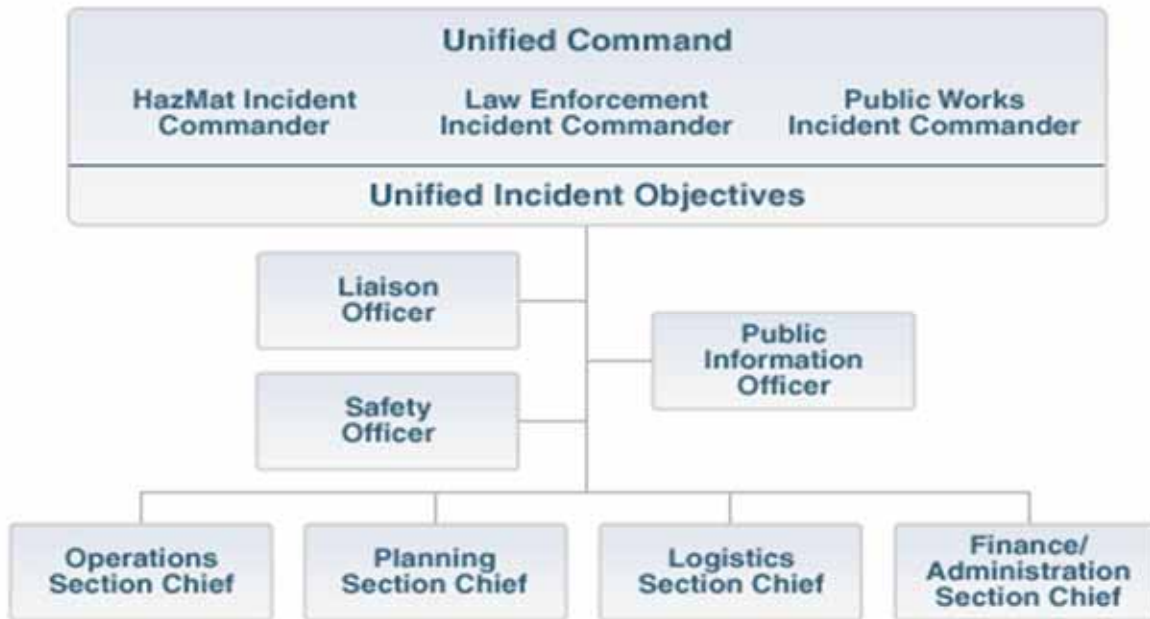 Unified Command
HazMat Incident
Commander
Law Enforcement
Incident Commander
Public Works
Incident Commander
Unified Incident Objectives
Liaison
Officer
Public
Information
Officer
Safety
Officer
Operations
Section Chief
Planning
Section Chief
Logistics
Section Chief
Finance/
Administration
Section Chief